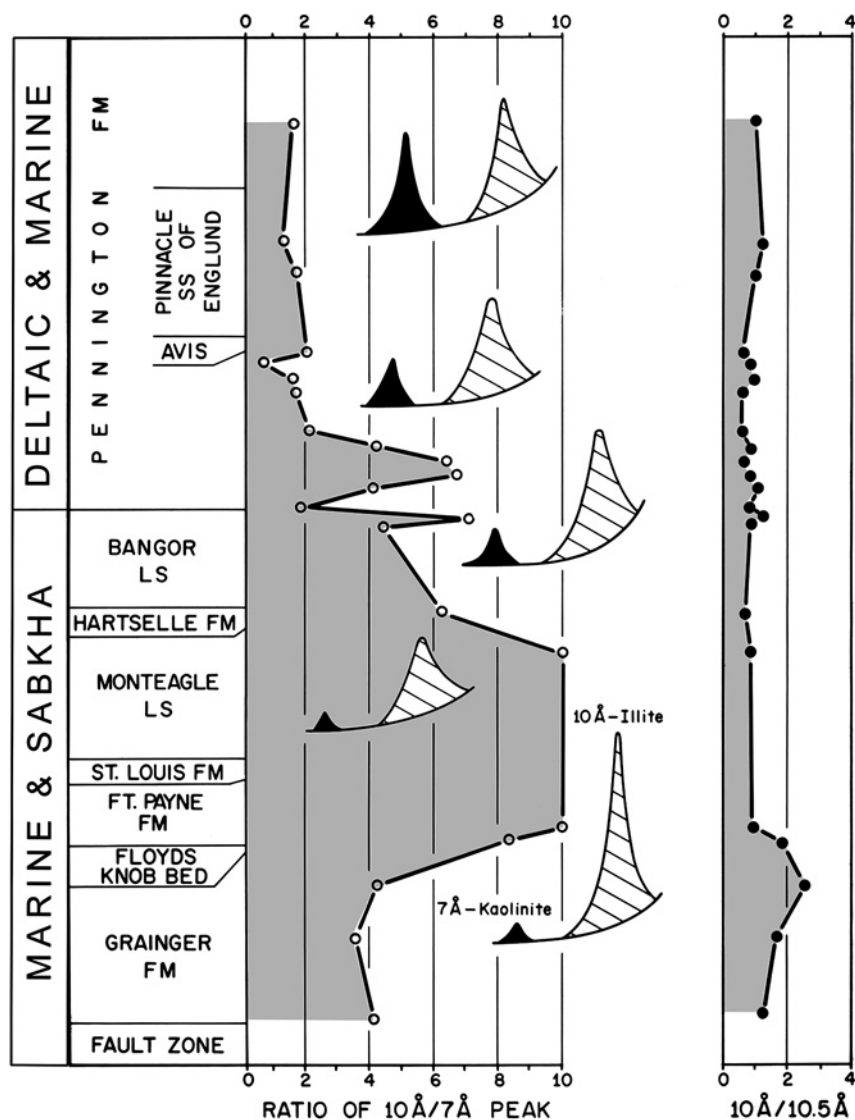 0 2 4 6 8 10
0 2 4
DELTAIC & MARINE
PENNINGTON FM
PINNACLE
SS OF
ENGLUND
AVIS
MARINE & SABKHA
BANGOR
LS
HARTSELLE FM
MONTEAGLE
LS
ST. LOUIS FM
FT. PAYNE
FM
FLOYDS
KNOB BED
GRAINGER
FM
FAULT ZONE
10Å-Illite
7Å-Kaolinite
0 2 4 6 8 10
RATIO OF 10Å/7Å PEAK
0 2 4
10Å/10.5Å